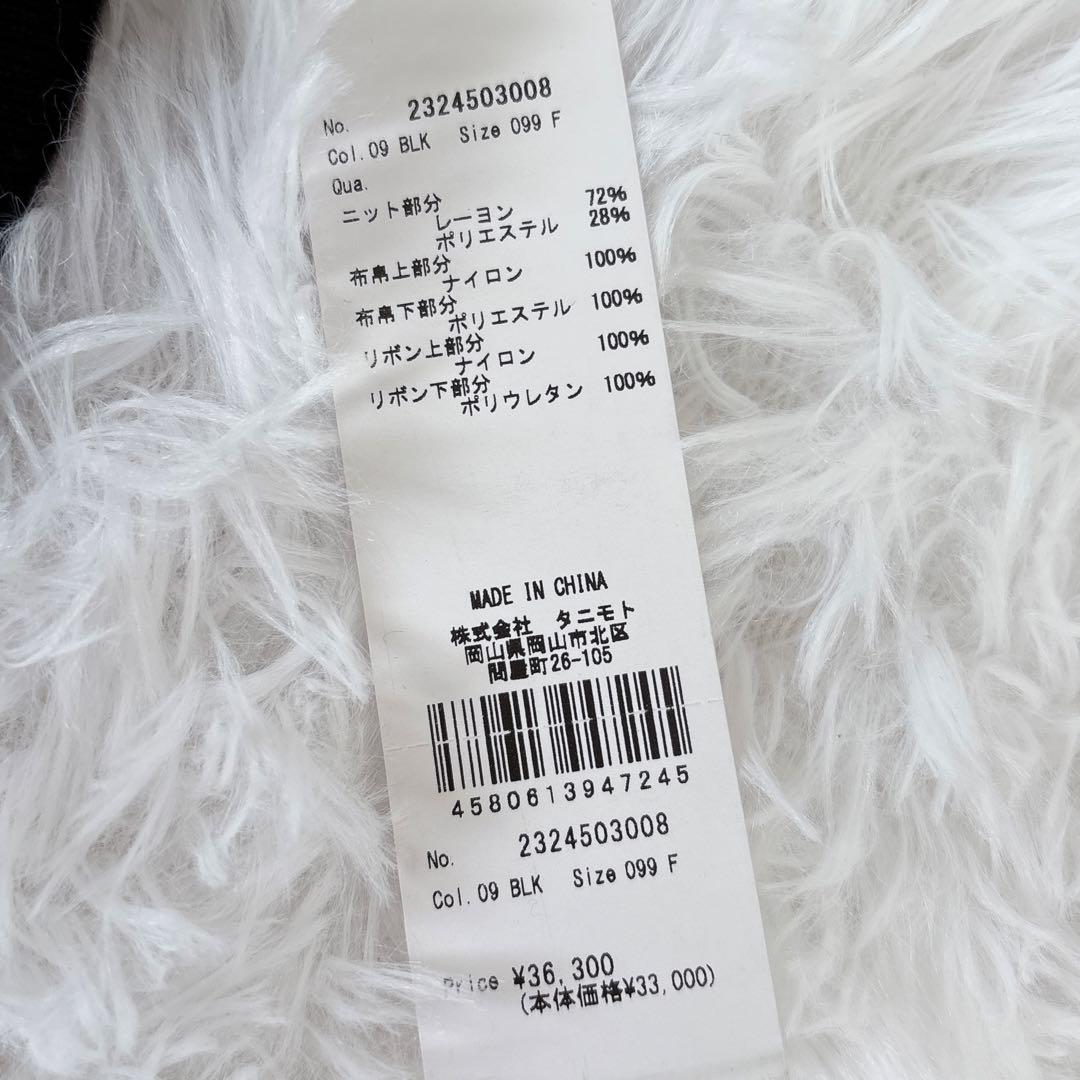 No. 2324503008
Col.09 BLK Size 099 F
Qua.
ニット部分
レーヨン 72%
ポリエステル 28%
布帛上部分
ナイロン 100%
布帛下部分
ポリエステル 100%
リボン上部分
ナイロン 100%
リボン下部分
ポリウレタン 100%
MADE IN CHINA
株式会社 タニモト
岡山県岡山市北区
問屋町26-105
4580613947245
No. 2324503008
Col.09 BLK Size 099 F
Price ¥36,300
(本体価格¥33,000)